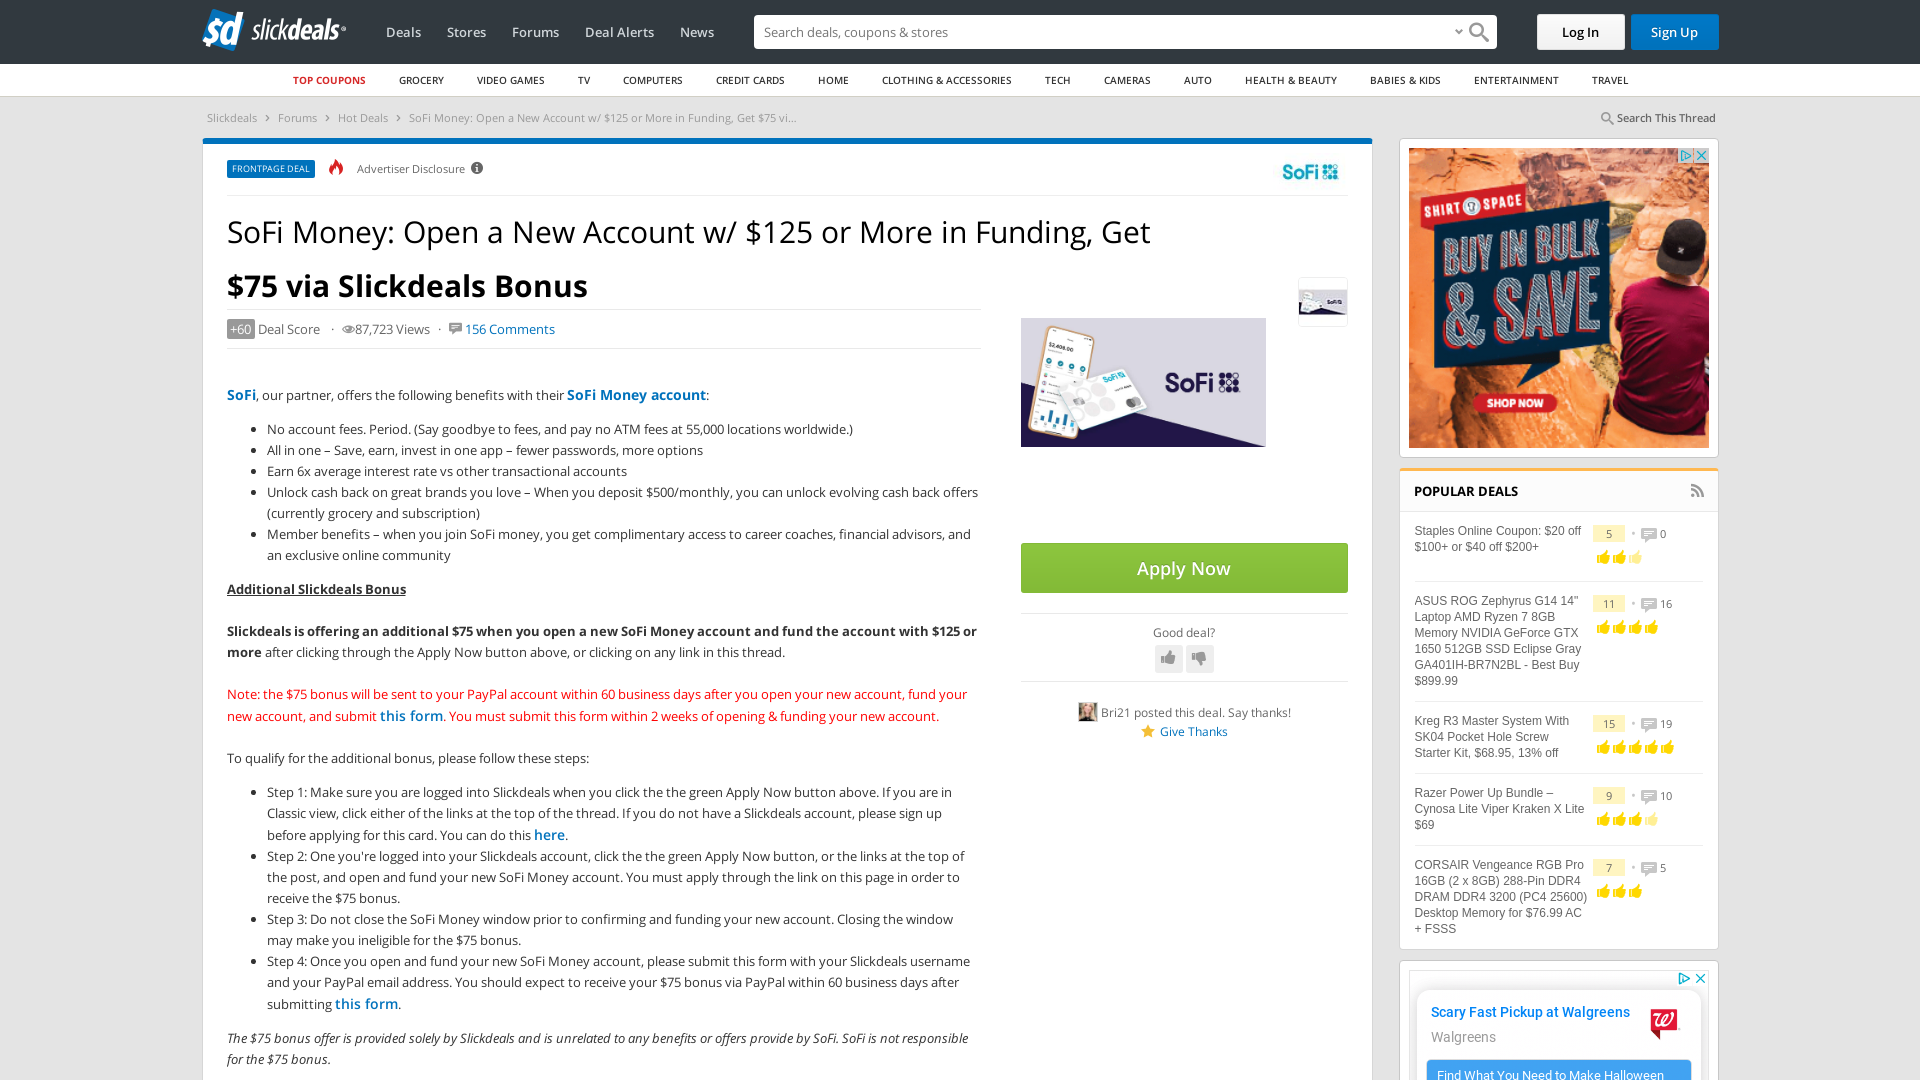 sd slickdeals
Deals Stores Forums Deal Alerts News
Search deals, coupons & stores
Log In Sign Up
TOP COUPONS GROCERY VIDEO GAMES TV COMPUTERS CREDIT CARDS HOME CLOTHING & ACCESSORIES TECH CAMERAS AUTO HEALTH & BEAUTY BABIES & KIDS ENTERTAINMENT TRAVEL
Slickdeals › Forums › Hot Deals › SoFi Money: Open a New Account w/ $125 or More in Funding, Get $75 vi...
Search This Thread
FRONTPAGE DEAL Advertiser Disclosure
SoFi
SoFi Money: Open a New Account w/ $125 or More in Funding, Get
$75 via Slickdeals Bonus
+60 Deal Score · 87,723 Views · 156 Comments
SoFi, our partner, offers the following benefits with their SoFi Money account:
• No account fees. Period. (Say goodbye to fees, and pay no ATM fees at 55,000 locations worldwide.)
• All in one – Save, earn, invest in one app – fewer passwords, more options
• Earn 6x average interest rate vs other transactional accounts
• Unlock cash back on great brands you love – When you deposit $500/monthly, you can unlock evolving cash back offers
(currently grocery and subscription)
• Member benefits – when you join SoFi money, you get complimentary access to career coaches, financial advisors, and
an exclusive online community
Additional Slickdeals Bonus
Slickdeals is offering an additional $75 when you open a new SoFi Money account and fund the account with $125 or
more after clicking through the Apply Now button above, or clicking on any link in this thread.
Note: the $75 bonus will be sent to your PayPal account within 60 business days after you open your new account, fund your
new account, and submit this form. You must submit this form within 2 weeks of opening & funding your new account.
To qualify for the additional bonus, please follow these steps:
• Step 1: Make sure you are logged into Slickdeals when you click the the green Apply Now button above. If you are in
Classic view, click either of the links at the top of the thread. If you do not have a Slickdeals account, please sign up
before applying for this card. You can do this here.
• Step 2: One you're logged into your Slickdeals account, click the the green Apply Now button, or the links at the top of
the post, and open and fund your new SoFi Money account. You must apply through the link on this page in order to
receive the $75 bonus.
• Step 3: Do not close the SoFi Money window prior to confirming and funding your new account. Closing the window
may make you ineligible for the $75 bonus.
• Step 4: Once you open and fund your new SoFi Money account, please submit this form with your Slickdeals username
and your PayPal email address. You should expect to receive your $75 bonus via PayPal within 60 business days after
submitting this form.
The $75 bonus offer is provided solely by Slickdeals and is unrelated to any benefits or offers provide by SoFi. SoFi is not responsible
for the $75 bonus.
$2,408.00
SoFi
SoFi
SoFi
Apply Now
Good deal?
Bri21 posted this deal. Say thanks!
Give Thanks
SHIRT SPACE
BUY IN BULK
& SAVE
SHOP NOW
POPULAR DEALS
Staples Online Coupon: $20 off
$100+ or $40 off $200+
5 • 0
ASUS ROG Zephyrus G14 14"
Laptop AMD Ryzen 7 8GB
Memory NVIDIA GeForce GTX
1650 512GB SSD Eclipse Gray
GA401IH-BR7N2BL - Best Buy
$899.99
11 • 16
Kreg R3 Master System With
SK04 Pocket Hole Screw
Starter Kit, $68.95, 13% off
15 • 19
Razer Power Up Bundle –
Cynosa Lite Viper Kraken X Lite
$69
9 • 10
CORSAIR Vengeance RGB Pro
16GB (2 x 8GB) 288-Pin DDR4
DRAM DDR4 3200 (PC4 25600)
Desktop Memory for $76.99 AC
+ FSSS
7 • 5
Scary Fast Pickup at Walgreens
Walgreens
Find What You Need to Make Halloween